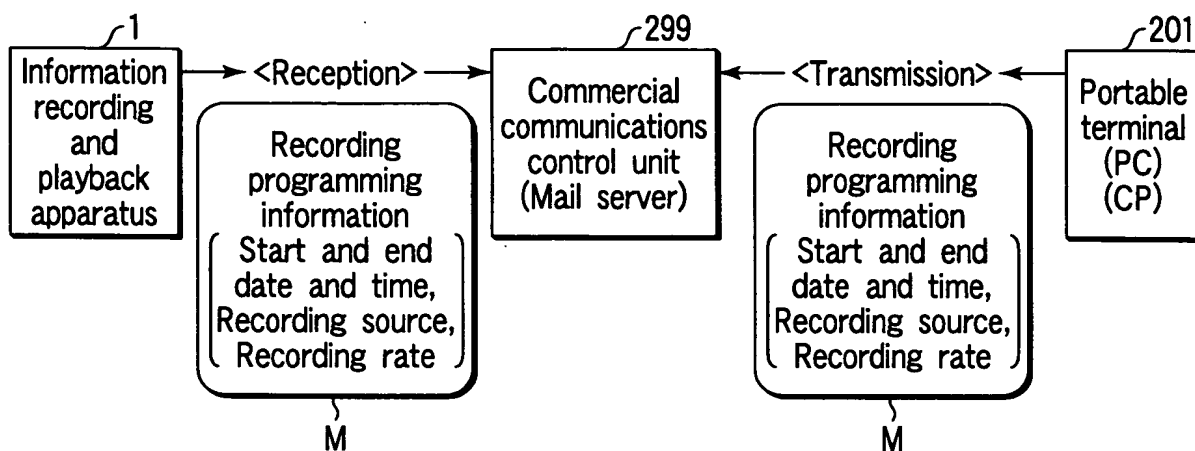 1
Information
recording
and
playback
apparatus
<Reception>
Recording
programming
information
Start and end
date and time,
Recording source,
Recording rate
M
299
Commercial
communications
control unit
(Mail server)
<Transmission>
Recording
programming
information
Start and end
date and time,
Recording source,
Recording rate
M
201
Portable
terminal
(PC)
(CP)